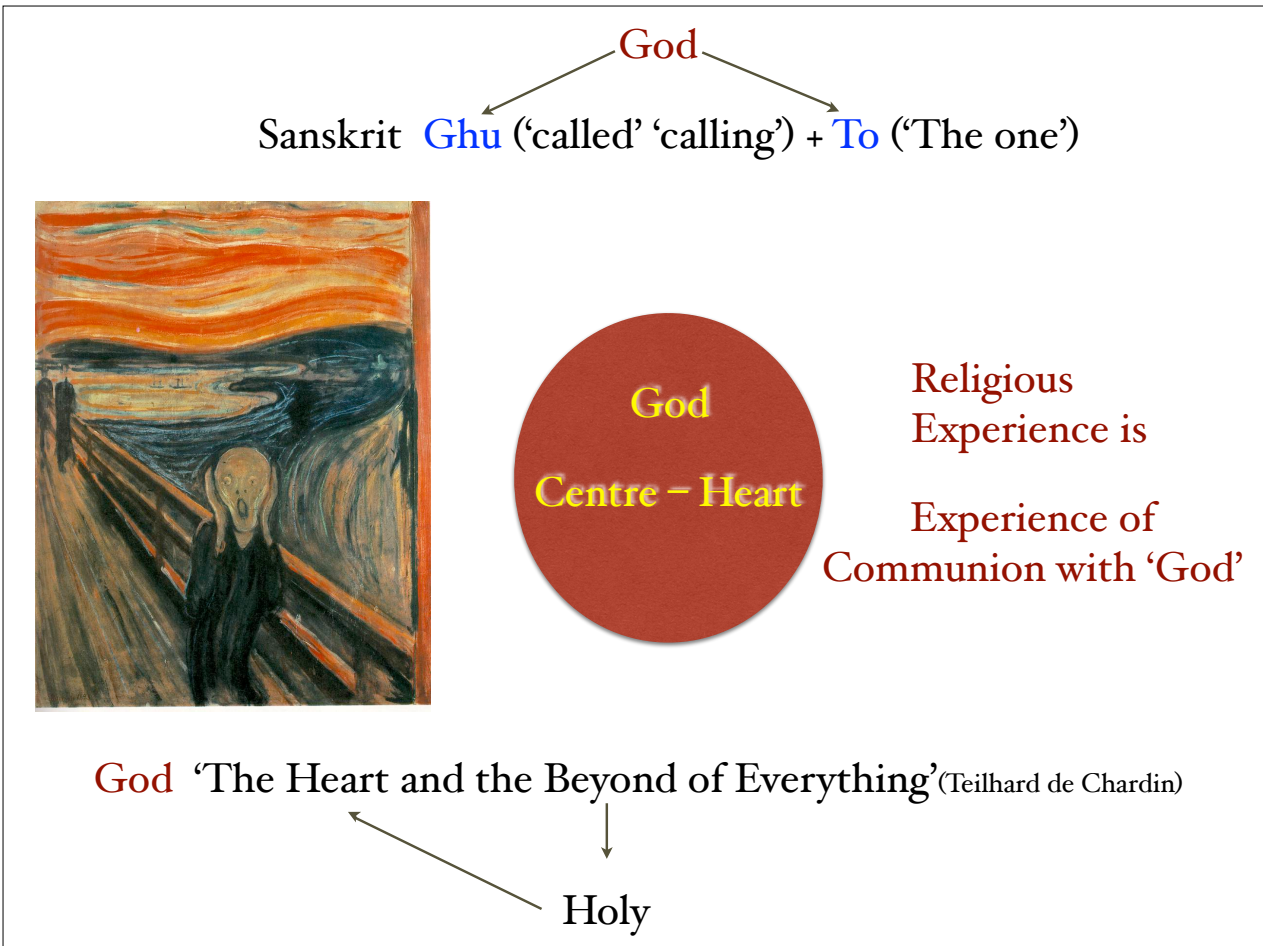 God
Sanskrit Ghu (‘called’ ‘calling’) + To (‘The one’)
God
Centre – Heart
Religious
Experience is
Experience of
Communion with ‘God’
God ‘The Heart and the Beyond of Everything’(Teilhard de Chardin)
Holy